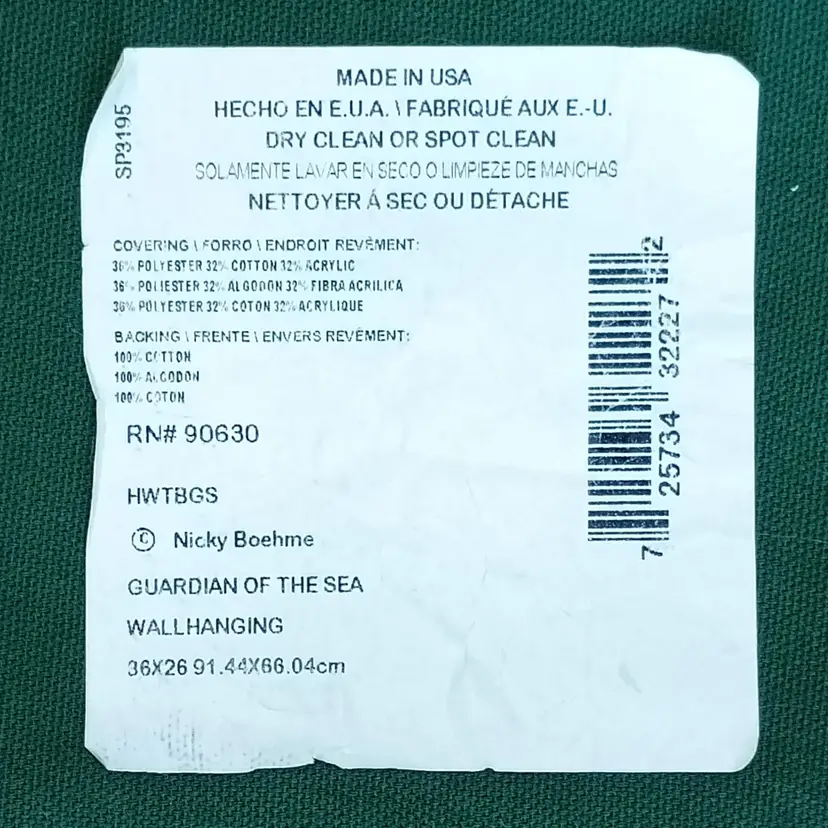 MADE IN USA
HECHO EN E.U.A. \ FABRIQUÉ AUX E.-U.
DRY CLEAN OR SPOT CLEAN
SOLAMENTE LAVAR EN SECO O LIMPIEZE DE MANCHAS
NETTOYER Á SEC OU DÉTACHE
SP3195
COVERING \ FORRO \ ENDROIT REVÊMENT:
36% POLYESTER 32% COTTON 32% ACRYLIC
36% POLIESTER 32% ALGODON 32% FIBRA ACRILICA
36% POLYESTER 32% COTON 32% ACRYLIQUE
BACKING \ FRENTE \ ENVERS REVÉMENT:
100% COTTON
100% ALGODON
100% COTON
RN# 90630
HWTBGS
© Nicky Boehme
GUARDIAN OF THE SEA
WALLHANGING
36X26 91.44X66.04cm
7 25734 32227 2